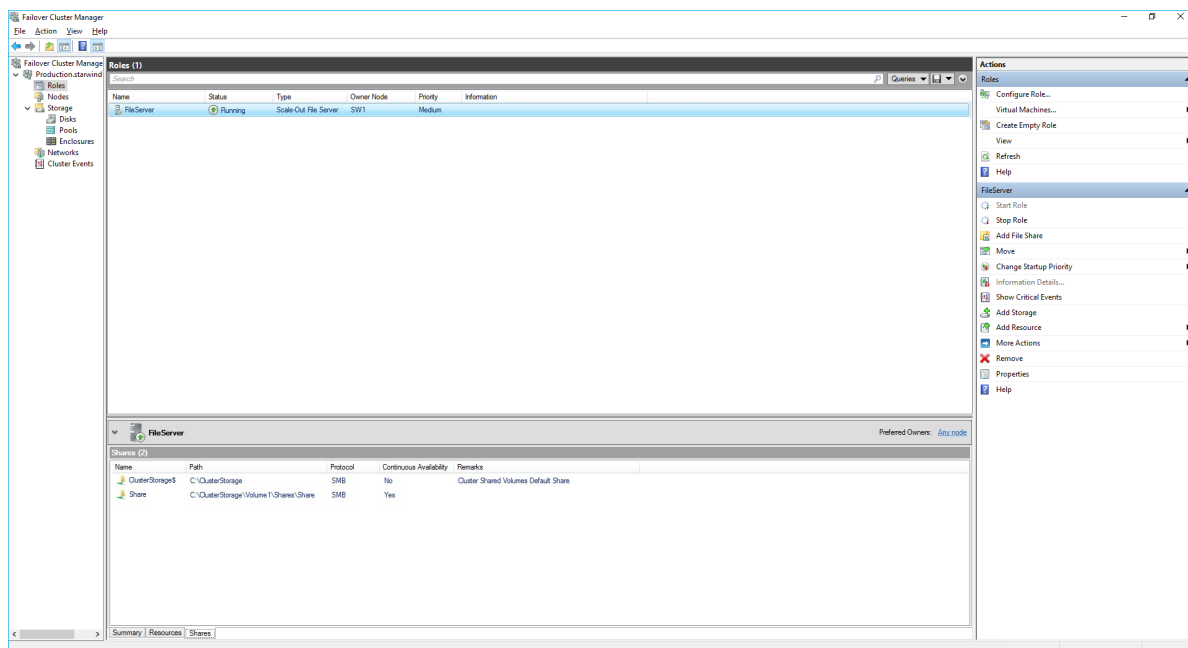 Failover Cluster Manager
File Action View Help
Failover Cluster Manage
Production.starwind
Roles
Nodes
Storage
Disks
Pools
Enclosures
Networks
Cluster Events
Roles (1)
Search
Queries
Name Status Type Owner Node Priority Information
FileServer Running Scale-Out File Server SW1 Medium
FileServer
Preferred Owners: Any node
Shares (2)
Name Path Protocol Continuous Availability Remarks
ClusterStorage$ C:\ClusterStorage SMB No Cluster Shared Volumes Default Share
Share C:\ClusterStorage\Volume1\Shares\Share SMB Yes
Summary Resources Shares
Actions
Roles
Configure Role...
Virtual Machines...
Create Empty Role
View
Refresh
Help
FileServer
Start Role
Stop Role
Add File Share
Move
Change Startup Priority
Information Details...
Show Critical Events
Add Storage
Add Resource
More Actions
Remove
Properties
Help